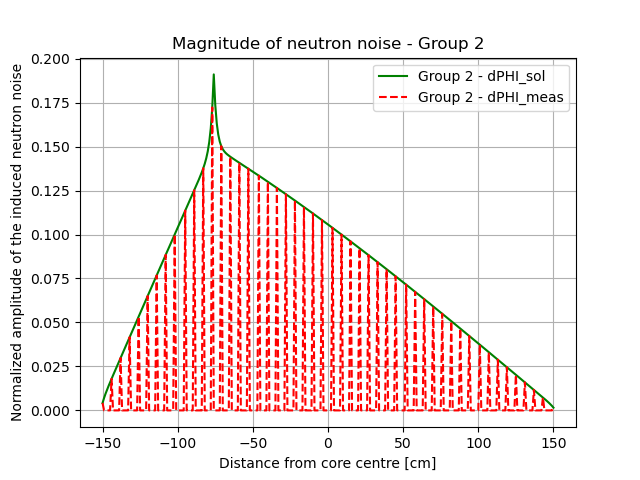 Magnitude of neutron noise - Group 2
Normalized amplitude of the induced neutron noise
0.200
0.175
0.150
0.125
0.100
0.075
0.050
0.025
0.000
Group 2 - dPHI_sol
Group 2 - dPHI_meas
−150 −100 −50 0 50 100 150
Distance from core centre [cm]